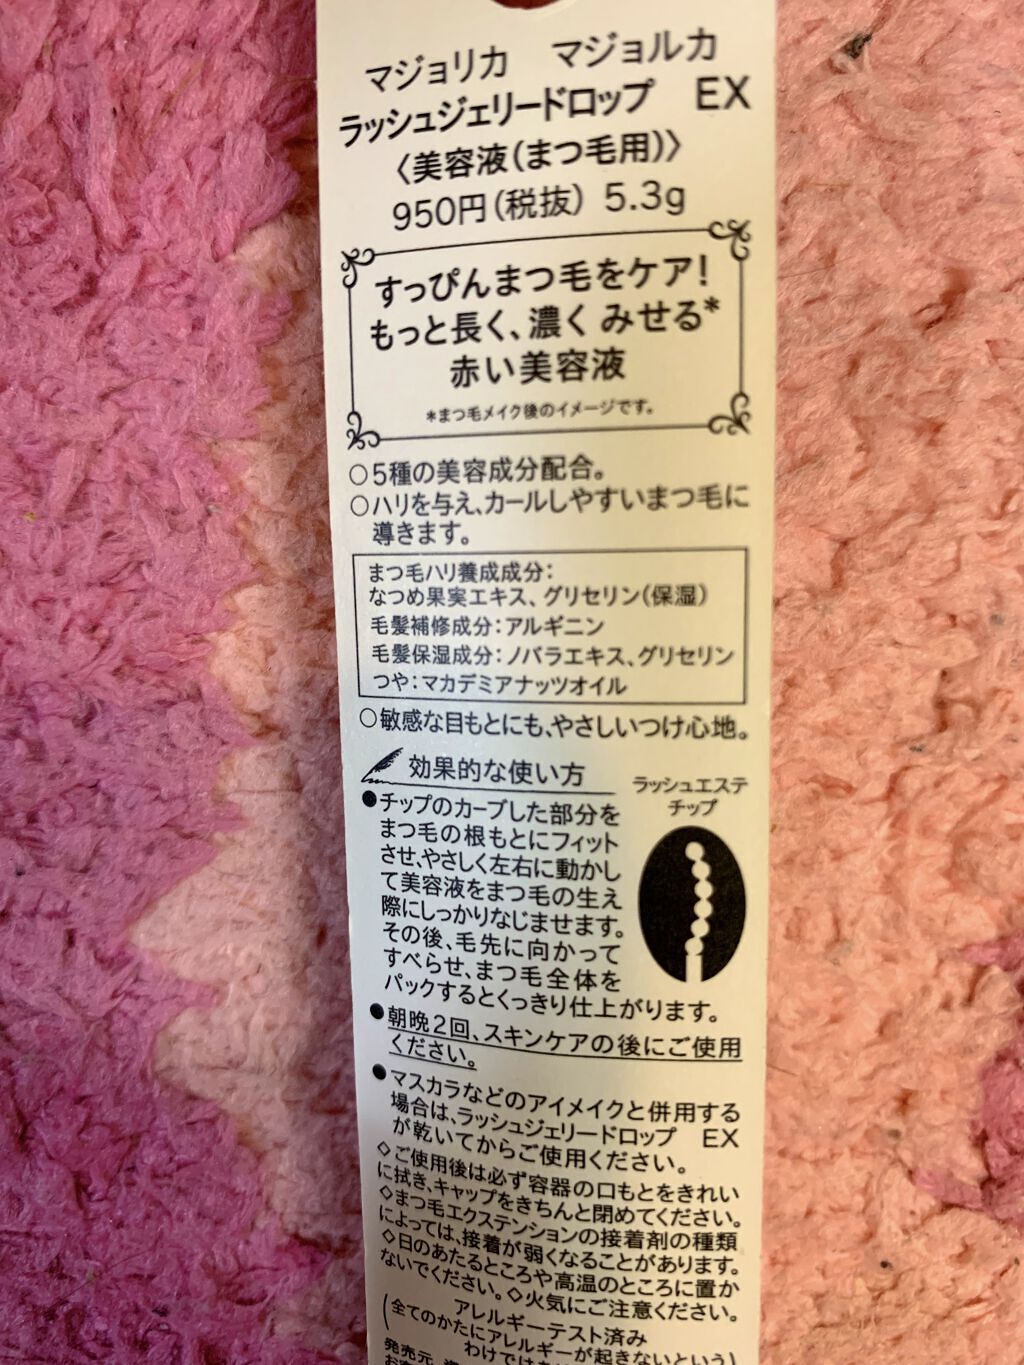 マジョリカ　マジョルカ
ラッシュジェリードロップ　EX
〈美容液(まつ毛用)〉
950円(税抜) 5.3g
すっぴんまつ毛をケア!
もっと長く、濃く みせる*
赤い美容液
*まつ毛メイク後のイメージです。
○5種の美容成分配合。
○ハリを与え、カールしやすいまつ毛に
導きます。
まつ毛ハリ養成成分:
なつめ果実エキス、グリセリン(保湿)
毛髪補修成分:アルギニン
毛髪保湿成分:ノバラエキス、グリセリン
つや:マカデミアナッツオイル
○敏感な目もとにも、やさしいつけ心地。
効果的な使い方
ラッシュエステ
チップ
●チップのカーブした部分を
まつ毛の根もとにフィット
させ、やさしく左右に動かし
て美容液をまつ毛の生え
際にしっかりなじませます。
その後、毛先に向かって
すべらせ、まつ毛全体を
パックするとくっきり仕上がります。
●朝晩2回、スキンケアの後にご使用
ください。
●マスカラなどのアイメイクと併用する
場合は、ラッシュジェリードロップ　EX
が乾いてからご使用ください。
◇ご使用後は必ず容器の口もとをきれい
に拭き、キャップをきちんと閉めてください。
◇まつ毛エクステンションの接着剤の種類
によっては、接着が弱くなることがあります。
◇日のあたるところや高温のところに置か
ないでください。◇火気にご注意ください。
アレルギーテスト済み
(全てのかたにアレルギーが起きないという)
わけでは
発売元